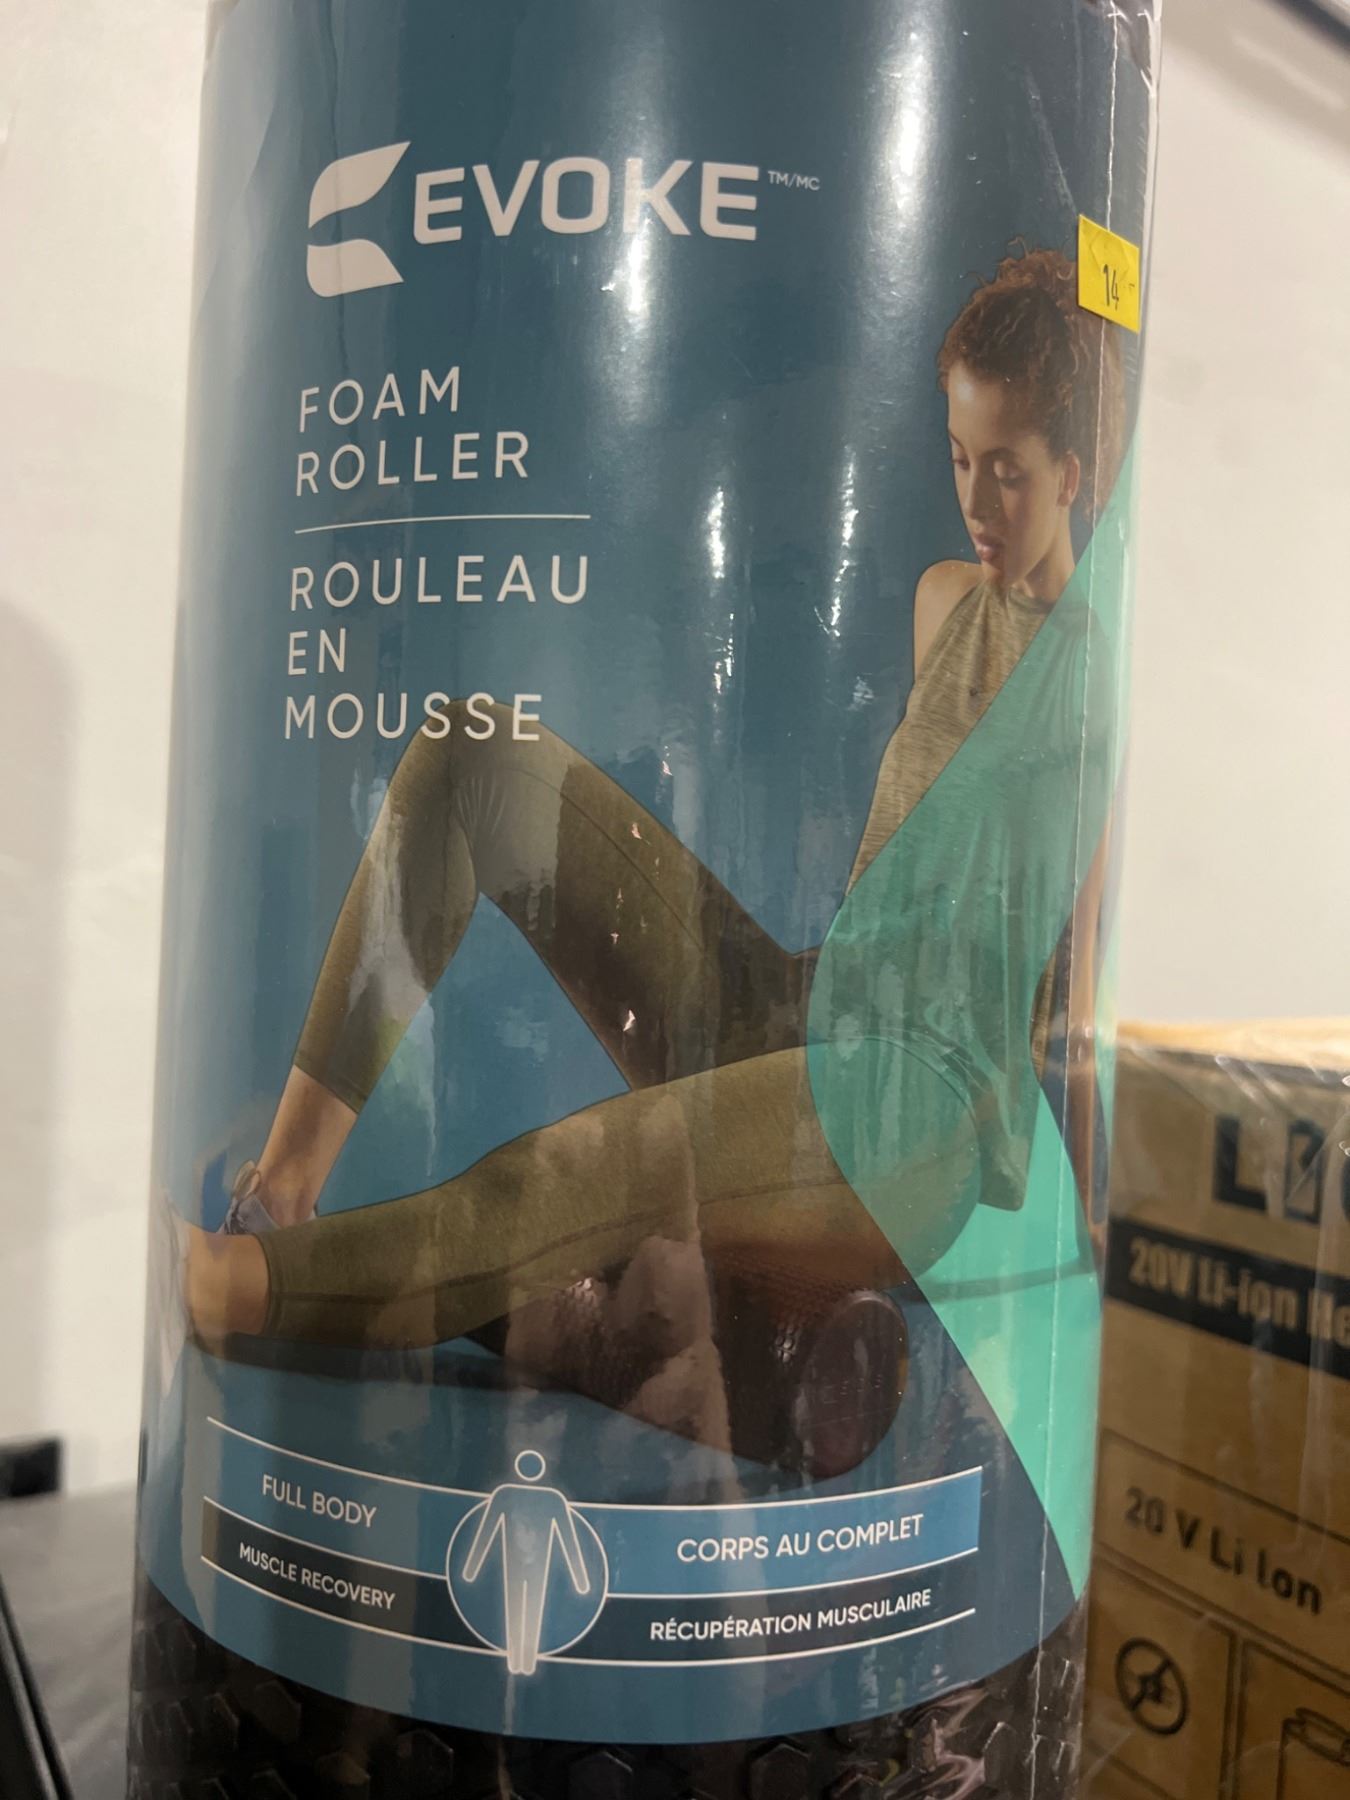 EVOKE TM/MC
14
FOAM
ROLLER
ROULEAU
EN
MOUSSE
FULL BODY
MUSCLE RECOVERY
CORPS AU COMPLET
RÉCUPÉRATION MUSCULAIRE
20V Li-ion
20 V Li Ion